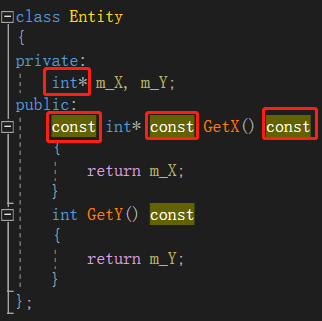 class Entity
{
private:
int* m_X, m_Y;
public:
const int* const GetX() const
{
return m_X;
}
int GetY() const
{
return m_Y;
}
};